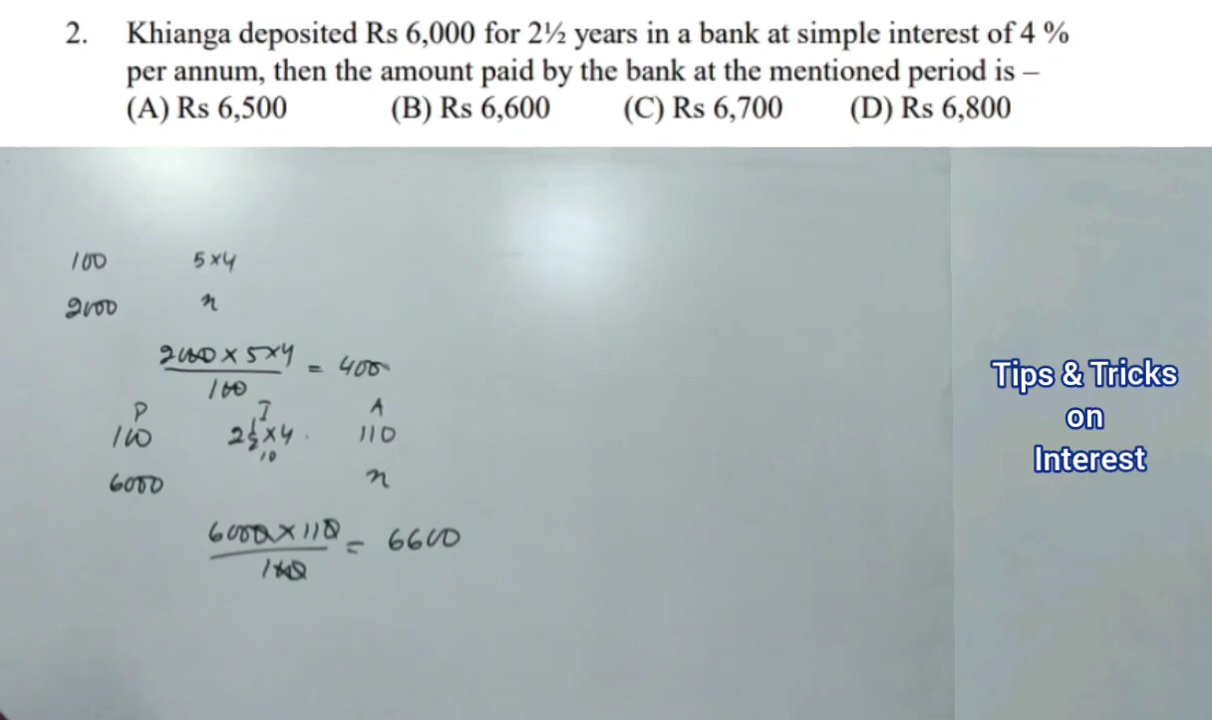 2. Khianga deposited Rs 6,000 for 2½ years in a bank at simple interest of 4 %
per annum, then the amount paid by the bank at the mentioned period is –
(A) Rs 6,500 (B) Rs 6,600 (C) Rs 6,700 (D) Rs 6,800
100 5×4
2000 x
2000 × 5×4
= 400
100
P I A
100 2½×4 110
10
6000 x
6000×110
= 6600
100
Tips & Tricks
on
Interest